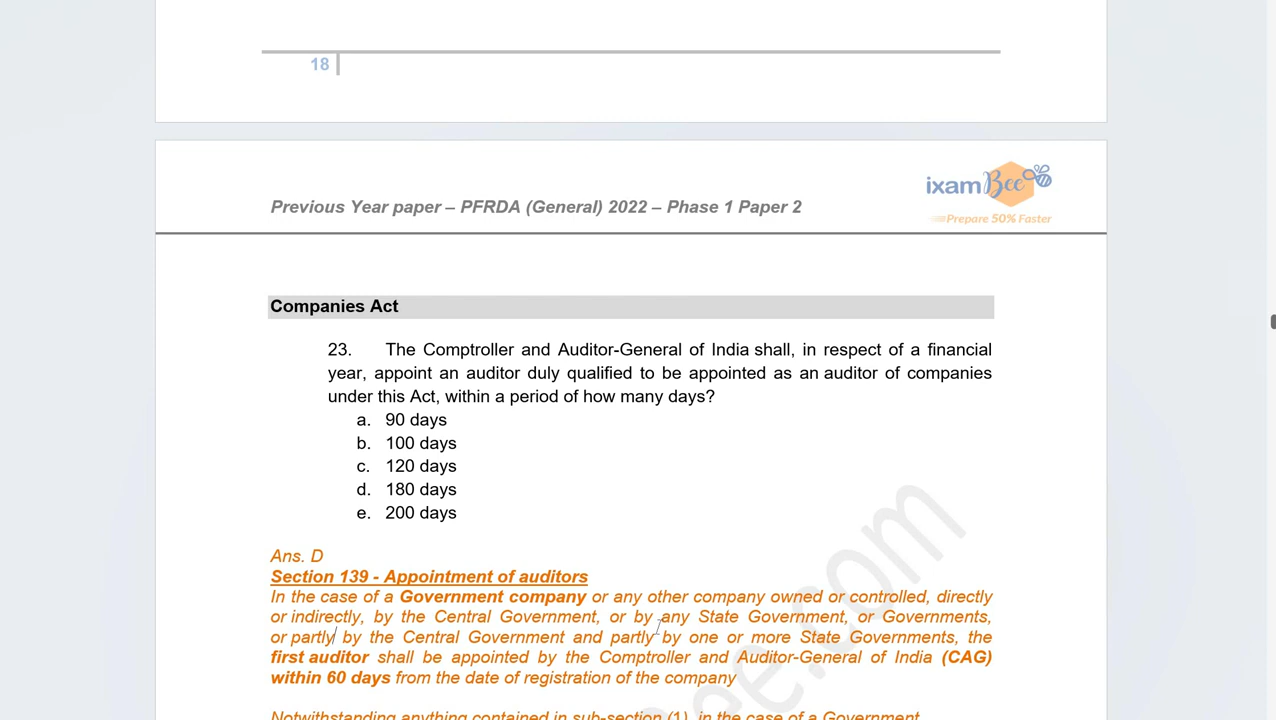 18
ixamBee
Prepare 50% Faster
Previous Year paper – PFRDA (General) 2022 – Phase 1 Paper 2
Companies Act
23. The Comptroller and Auditor-General of India shall, in respect of a financial
year, appoint an auditor duly qualified to be appointed as an auditor of companies
under this Act, within a period of how many days?
a. 90 days
b. 100 days
c. 120 days
d. 180 days
e. 200 days
Ans. D
Section 139 - Appointment of auditors
In the case of a Government company or any other company owned or controlled, directly
or indirectly, by the Central Government, or by any State Government, or Governments,
or partly by the Central Government and partly by one or more State Governments, the
first auditor shall be appointed by the Comptroller and Auditor-General of India (CAG)
within 60 days from the date of registration of the company
Notwithstanding anything contained in sub-section (1), in the case of a Government
ee.com